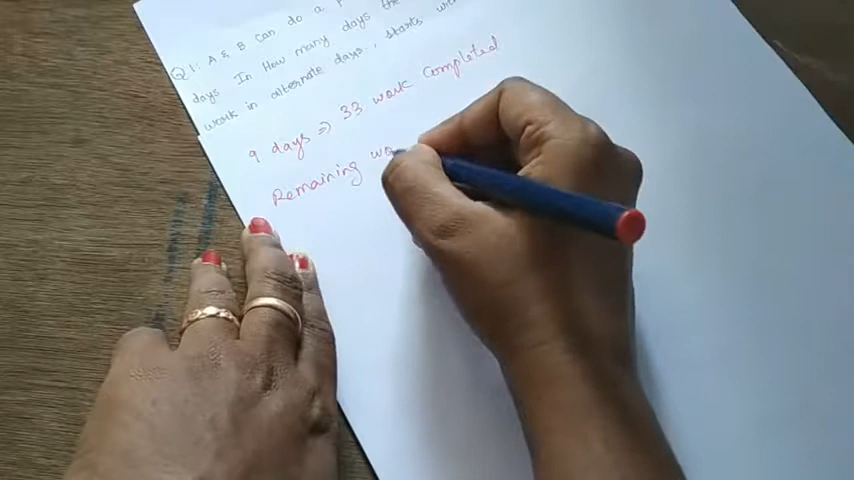 Q1: A & B can do a
days In How many days the
work in alternate days, starts
9 days ⇒ 33 work completed
Remaining wo